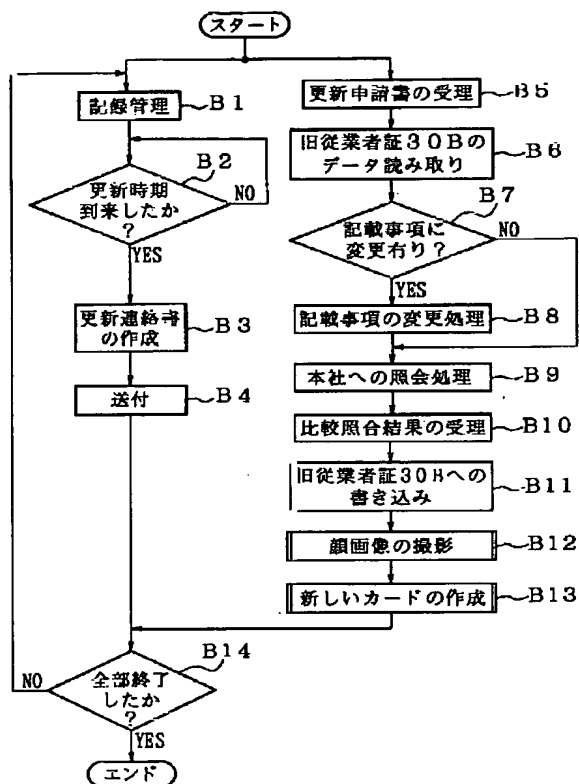 スタート
記録管理
B1
更新時期
到来したか
?
B2
NO
YES
更新連絡書
の作成
B3
送付
B4
更新申請書の受理
B5
旧従業者証30Bの
データ読み取り
B6
記載事項に
変更有り?
B7
NO
YES
記載事項の変更処理
B8
本社への照会処理
B9
比較照合結果の受理
B10
旧従業者証30Bへの
書き込み
B11
顔画像の撮影
B12
新しいカードの作成
B13
全部終了
したか
?
B14
NO
YES
エンド